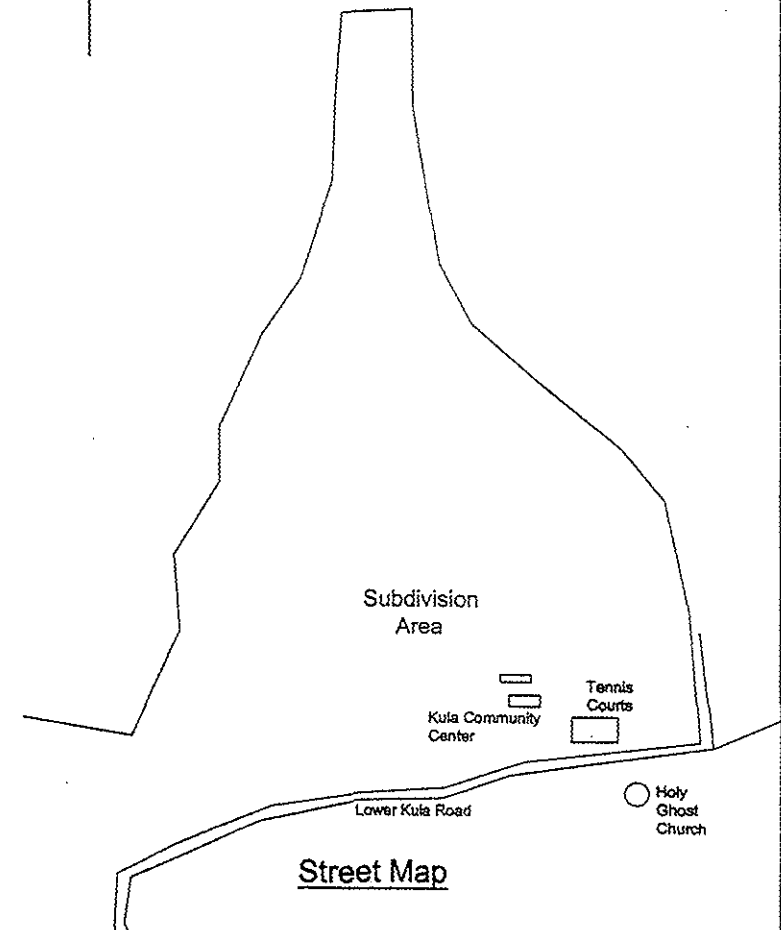 Subdivision
Area
Tennis
Courts
Kula Community
Center
Lower Kula Road
Holy
Ghost
Church
Street Map